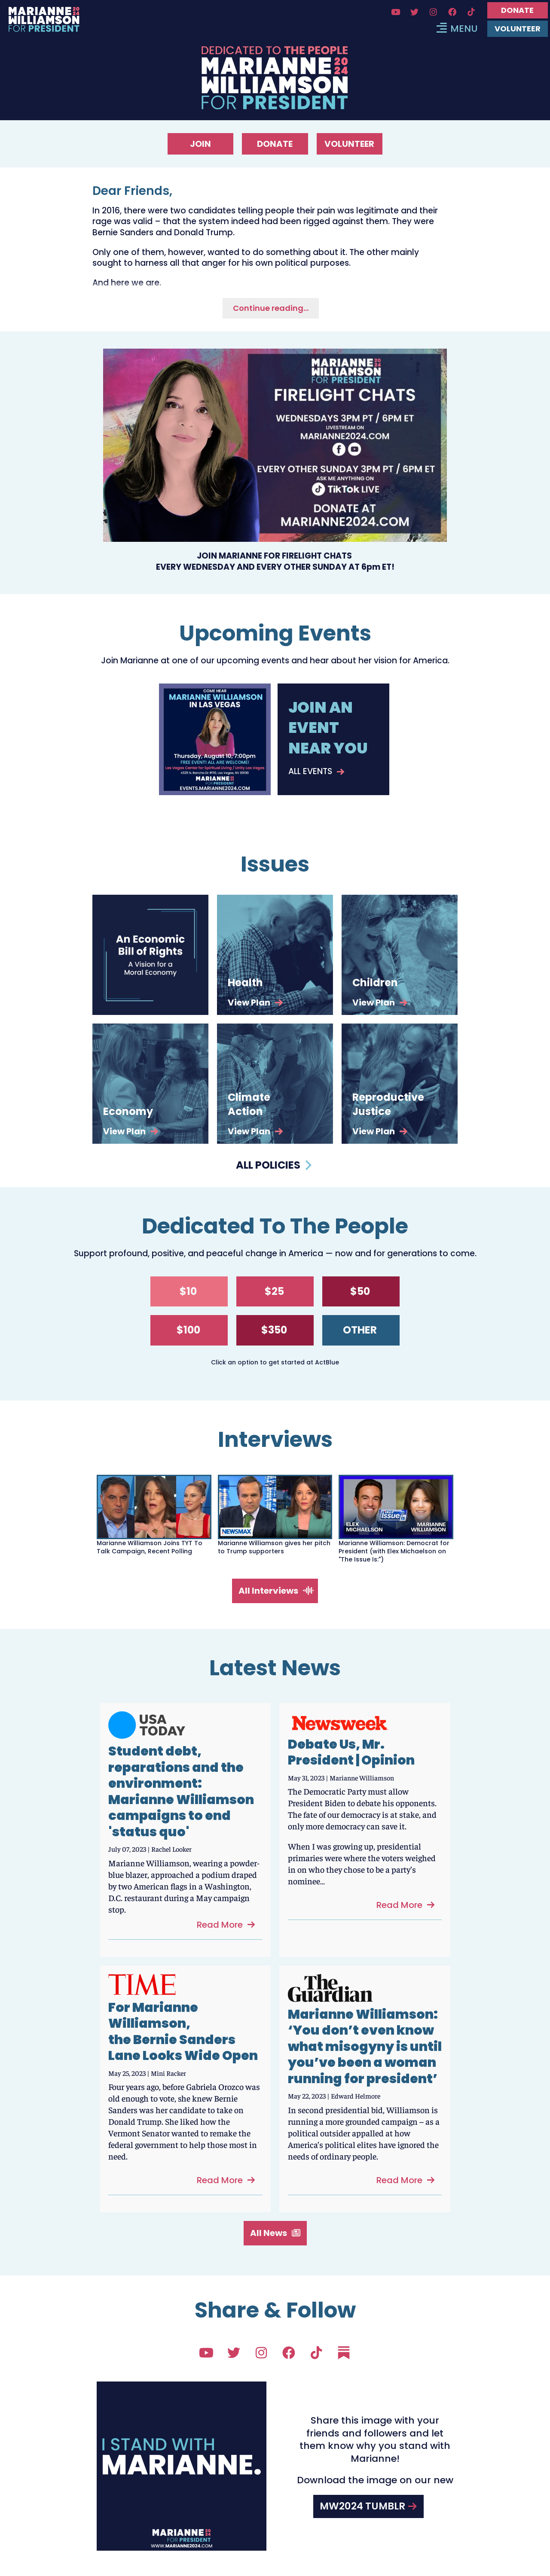 MARIANNE 20
WILLIAMSON 24
FOR PRESIDENT
DONATE
MENU
VOLUNTEER
DEDICATED TO THE PEOPLE
MARIANNE 20 24
WILLIAMSON
FOR PRESIDENT
JOIN
DONATE
VOLUNTEER
Dear Friends,
In 2016, there were two candidates telling people their pain was legitimate and their
rage was valid – that the system indeed had been rigged against them. They were
Bernie Sanders and Donald Trump.
Only one of them, however, wanted to do something about it. The other mainly
sought to harness all that anger for his own political purposes.
And here we are.
Continue reading...
MARIANNE
WILLIAMSON
FOR PRESIDENT
FIRELIGHT CHATS
WEDNESDAYS 3PM PT / 6PM ET
LIVESTREAM ON
MARIANNE2024.COM
EVERY OTHER SUNDAY 3PM PT / 6PM ET
ASK ME ANYTHING ON
TikTok LIVE
DONATE AT
MARIANNE2024.COM
JOIN MARIANNE FOR FIRELIGHT CHATS
EVERY WEDNESDAY AND EVERY OTHER SUNDAY AT 6pm ET!
Upcoming Events
Join Marianne at one of our upcoming events and hear about her vision for America.
COME HEAR
MARIANNE WILLIAMSON
IN LAS VEGAS
Thursday, August 10, 7:00pm
FREE EVENT! ALL ARE WELCOME!
MARIANNE
WILLIAMSON
FOR PRESIDENT
EVENTS.MARIANNE2024.COM
JOIN AN
EVENT
NEAR YOU
ALL EVENTS
Issues
An Economic
Bill of Rights
A Vision for a
Moral Economy
Health
View Plan
Children
View Plan
Economy
View Plan
Climate
Action
View Plan
Reproductive
Justice
View Plan
ALL POLICIES
Dedicated To The People
Support profound, positive, and peaceful change in America — now and for generations to come.
$10
$25
$50
$100
$350
OTHER
Click an option to get started at ActBlue
Interviews
NEWSMAX
ELEX
MICHAELSON
THE Issue IS:
MARIANNE
WILLIAMSON
Marianne Williamson Joins TYT To
Talk Campaign, Recent Polling
Marianne Williamson gives her pitch
to Trump supporters
Marianne Williamson: Democrat for
President (with Elex Michaelson on
"The Issue Is:")
All Interviews
Latest News
USA
TODAY
Student debt,
reparations and the
environment:
Marianne Williamson
campaigns to end
'status quo'
July 07, 2023 | Rachel Looker
Marianne Williamson, wearing a powder-
blue blazer, approached a podium draped
by two American flags in a Washington,
D.C. restaurant during a May campaign
stop.
Read More
Newsweek
Debate Us, Mr.
President | Opinion
May 31, 2023 | Marianne Williamson
The Democratic Party must allow
President Biden to debate his opponents.
The fate of our democracy is at stake, and
only more democracy can save it.
When I was growing up, presidential
primaries were where the voters weighed
in on who they chose to be a party's
nominee...
Read More
TIME
For Marianne
Williamson,
the Bernie Sanders
Lane Looks Wide Open
May 25, 2023 | Mini Racker
Four years ago, before Gabriela Orozco was
old enough to vote, she knew Bernie
Sanders was her candidate to take on
Donald Trump. She liked how the
Vermont Senator wanted to remake the
federal government to help those most in
need.
Read More
The
Guardian
Marianne Williamson:
‘You don’t even know
what misogyny is until
you’ve been a woman
running for president’
May 22, 2023 | Edward Helmore
In second presidential bid, Williamson is
running a more grounded campaign – as a
political outsider appalled at how
America’s political elites have ignored the
needs of ordinary people.
Read More
All News
Share & Follow
I STAND WITH
MARIANNE.
MARIANNE
WILLIAMSON
FOR PRESIDENT
WWW.MARIANNE2024.COM
Share this image with your
friends and followers and let
them know why you stand with
Marianne!
Download the image on our new
MW2024 TUMBLR